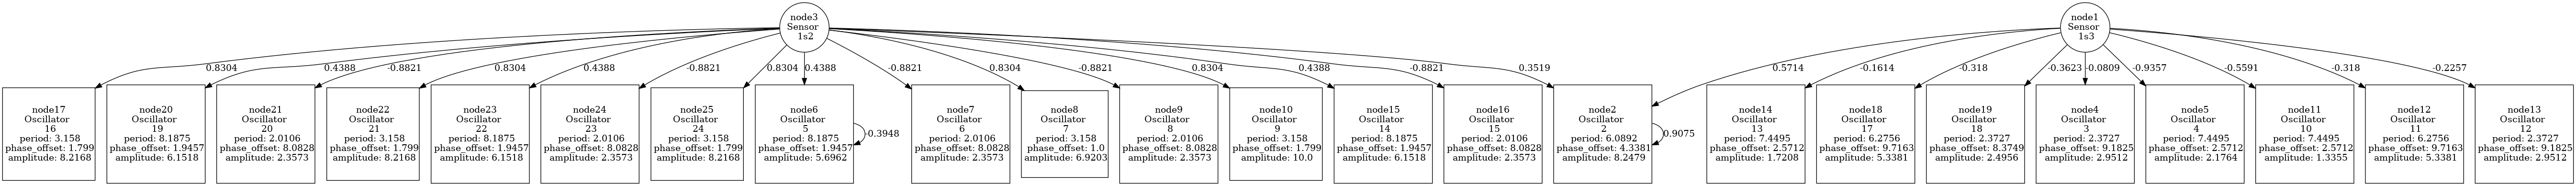 node3
Sensor
1s2
node1
Sensor
1s3
0.8304
0.4388
-0.8821
0.8304
0.4388
-0.8821
0.8304
0.4388
-0.8821
0.8304
-0.8821
0.8304
0.4388
-0.8821
0.3519
0.5714
-0.1614
-0.318
-0.3623
-0.0809
-0.9357
-0.5591
-0.318
-0.2257
node17
Oscillator
16
period: 3.158
phase_offset: 1.799
amplitude: 8.2168
node20
Oscillator
19
period: 8.1875
phase_offset: 1.9457
amplitude: 6.1518
node21
Oscillator
20
period: 2.0106
phase_offset: 8.0828
amplitude: 2.3573
node22
Oscillator
21
period: 3.158
phase_offset: 1.799
amplitude: 8.2168
node23
Oscillator
22
period: 8.1875
phase_offset: 1.9457
amplitude: 6.1518
node24
Oscillator
23
period: 2.0106
phase_offset: 8.0828
amplitude: 2.3573
node25
Oscillator
24
period: 3.158
phase_offset: 1.799
amplitude: 8.2168
node6
Oscillator
5
period: 8.1875
phase_offset: 1.9457
amplitude: 5.6962
-0.3948
node7
Oscillator
6
period: 2.0106
phase_offset: 8.0828
amplitude: 2.3573
node8
Oscillator
7
period: 3.158
phase_offset: 1.0
amplitude: 6.9203
node9
Oscillator
8
period: 2.0106
phase_offset: 8.0828
amplitude: 2.3573
node10
Oscillator
9
period: 3.158
phase_offset: 1.799
amplitude: 10.0
node15
Oscillator
14
period: 8.1875
phase_offset: 1.9457
amplitude: 6.1518
node16
Oscillator
15
period: 2.0106
phase_offset: 8.0828
amplitude: 2.3573
node2
Oscillator
2
period: 6.0892
phase_offset: 4.3381
amplitude: 8.2479
0.9075
node14
Oscillator
13
period: 7.4495
phase_offset: 2.5712
amplitude: 1.7208
node18
Oscillator
17
period: 6.2756
phase_offset: 9.7163
amplitude: 5.3381
node19
Oscillator
18
period: 2.3727
phase_offset: 8.3749
amplitude: 2.4956
node4
Oscillator
3
period: 2.3727
phase_offset: 9.1825
amplitude: 2.9512
node5
Oscillator
4
period: 7.4495
phase_offset: 2.5712
amplitude: 2.1764
node11
Oscillator
10
period: 7.4495
phase_offset: 2.5712
amplitude: 1.3355
node12
Oscillator
11
period: 6.2756
phase_offset: 9.7163
amplitude: 5.3381
node13
Oscillator
12
period: 2.3727
phase_offset: 9.1825
amplitude: 2.9512